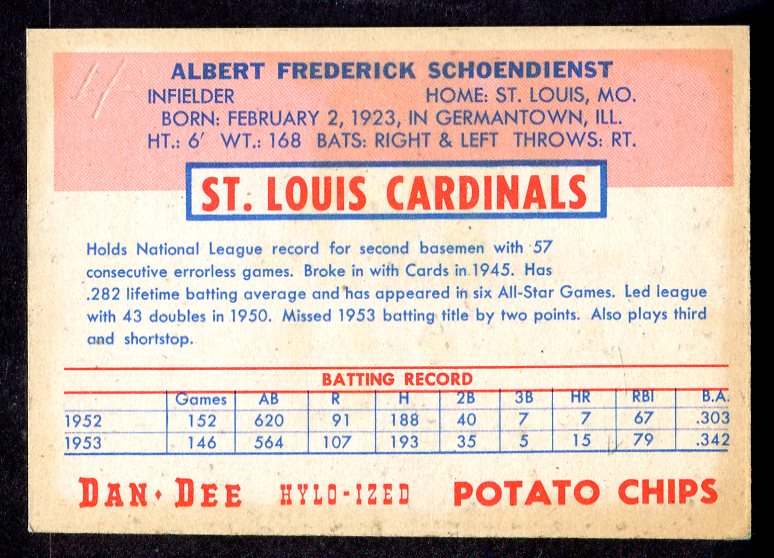 ALBERT FREDERICK SCHOENDIENST
INFIELDER HOME: ST. LOUIS, MO.
BORN: FEBRUARY 2, 1923, IN GERMANTOWN, ILL.
HT.: 6' WT.: 168 BATS: RIGHT & LEFT THROWS: RT.
ST. LOUIS CARDINALS
Holds National League record for second basemen with 57
consecutive errorless games. Broke in with Cards in 1945. Has
.282 lifetime batting average and has appeared in six All-Star Games. Led league
with 43 doubles in 1950. Missed 1953 batting title by two points. Also plays third
and shortstop.
BATTING RECORD
Games AB R H 2B 3B HR RBI B.A.
1952 152 620 91 188 40 7 7 67 .303
1953 146 564 107 193 35 5 15 79 .342
DAN·DEE HYLO-IZED POTATO CHIPS